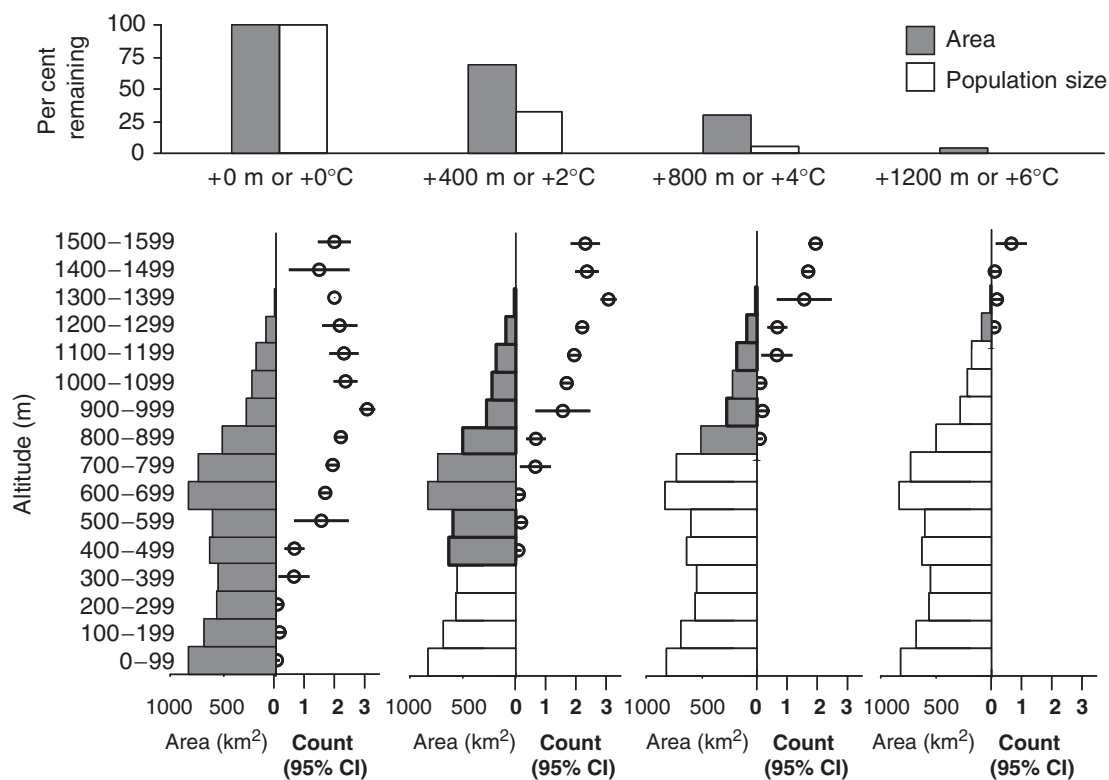 Per cent
remaining
100
75
50
25
0
Area
Population size
+0 m or +0°C
+400 m or +2°C
+800 m or +4°C
+1200 m or +6°C
Altitude (m)
1500–1599
1400–1499
1300–1399
1200–1299
1100–1199
1000–1099
900–999
800–899
700–799
600–699
500–599
400–499
300–399
200–299
100–199
0–99
1000 500 0 1 2 3
1000 500 0 1 2 3
1000 500 0 1 2 3
1000 500 0 1 2 3
Area (km²) Count
(95% CI)
Area (km²) Count
(95% CI)
Area (km²) Count
(95% CI)
Area (km²) Count
(95% CI)